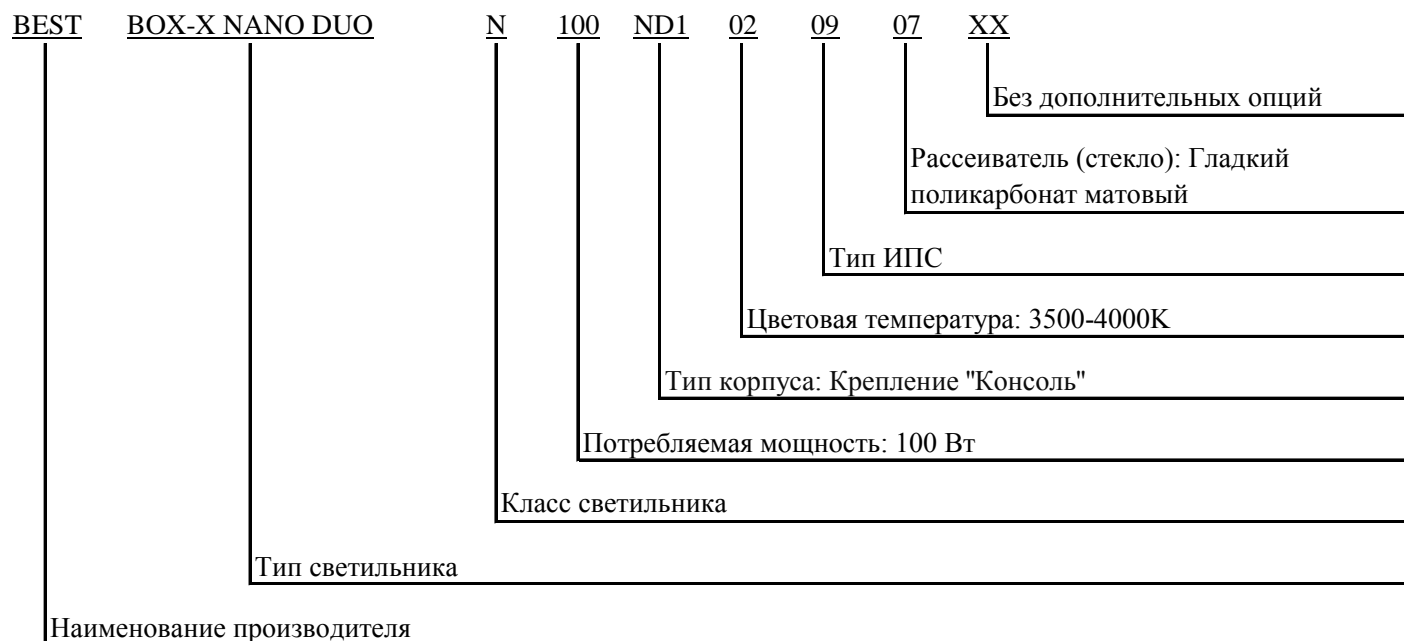 BEST BOX-X NANO DUO N 100 ND1 02 09 07 XX
Без дополнительных опций
Рассеиватель (стекло): Гладкий
поликарбонат матовый
Тип ИПС
Цветовая температура: 3500-4000K
Тип корпуса: Крепление "Консоль"
Потребляемая мощность: 100 Вт
Класс светильника
Тип светильника
Наименование производителя